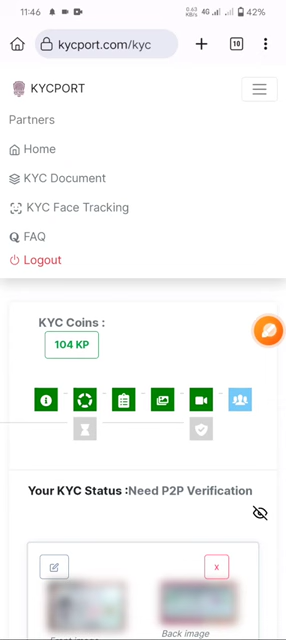 11:46
0.43 KB/s 4G 42%
kycport.com/kyc
10
KYCPORT
Partners
Home
KYC Document
KYC Face Tracking
FAQ
Logout
KYC Coins :
104 KP
Your KYC Status :Need P2P Verification
x
Front image
Back image